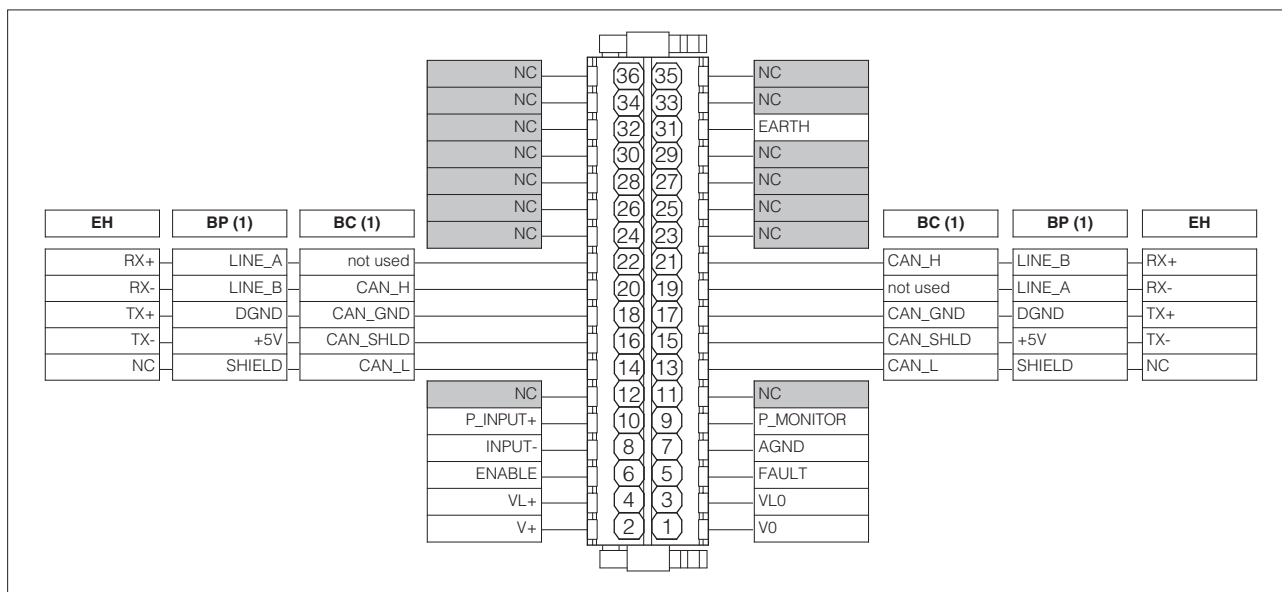 NC 36 35 NC
NC 34 33 NC
NC 32 31 EARTH
NC 30 29 NC
NC 28 27 NC
NC 26 25 NC
NC 24 23 NC
EH BP (1) BC (1) BC (1) BP (1) EH
RX+ LINE_A not used 22 21 CAN_H LINE_B RX+
RX- LINE_B CAN_H 20 19 not used LINE_A RX-
TX+ DGND CAN_GND 18 17 CAN_GND DGND TX+
TX- +5V CAN_SHLD 16 15 CAN_SHLD +5V TX-
NC SHIELD CAN_L 14 13 CAN_L SHIELD NC
NC 12 11 NC
P_INPUT+ 10 9 P_MONITOR
INPUT- 8 7 AGND
ENABLE 6 5 FAULT
VL+ 4 3 VL0
V+ 2 1 V0